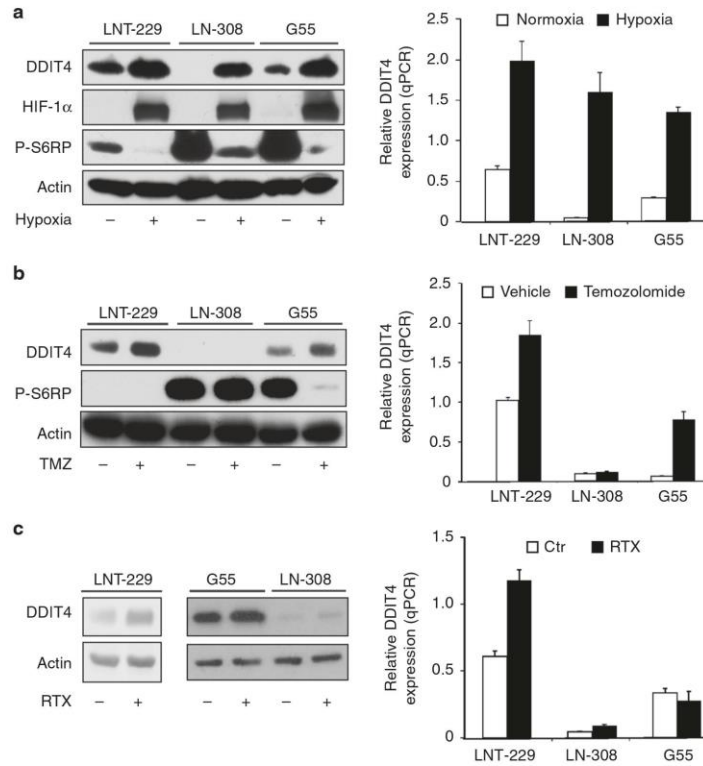 a
LNT-229 LN-308 G55
DDIT4
HIF-1α
P-S6RP
Actin
Hypoxia – + – + – +
Normoxia Hypoxia
Relative DDIT4
expression (qPCR)
2.5
2.0
1.5
1.0
0.5
0
LNT-229 LN-308 G55
b
LNT-229 LN-308 G55
DDIT4
P-S6RP
Actin
TMZ – + – + – +
Vehicle Temozolomide
Relative DDIT4
expression (qPCR)
2.5
2.0
1.5
1.0
0.5
0.0
LNT-229 LN-308 G55
c
LNT-229 G55 LN-308
DDIT4
Actin
RTX – + – + – +
Ctr RTX
Relative DDIT4
expression (qPCR)
1.5
1.0
0.5
0.0
LNT-229 LN-308 G55